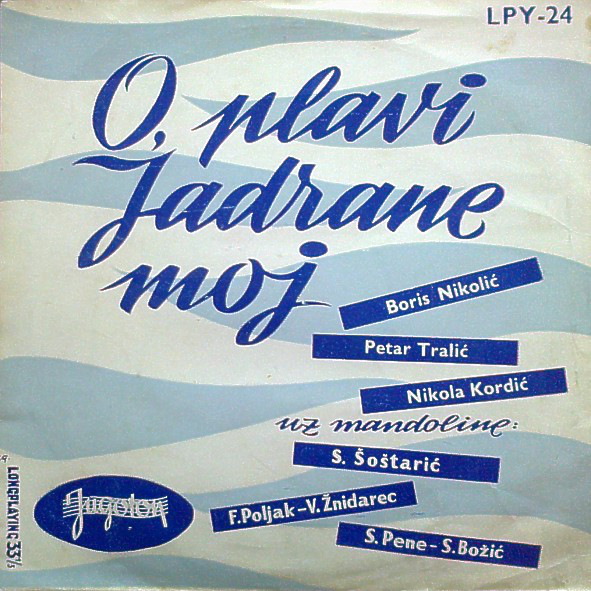 LPY-24
O, plavi
Jadrane
moj
Boris Nikolić
Petar Tralić
Nikola Kordić
uz mandoline:
S. Šoštarić
F. Poljak - V. Žnidarec
S. Pene - S. Božić
Jugoton
LONGPLAYING 33⅓